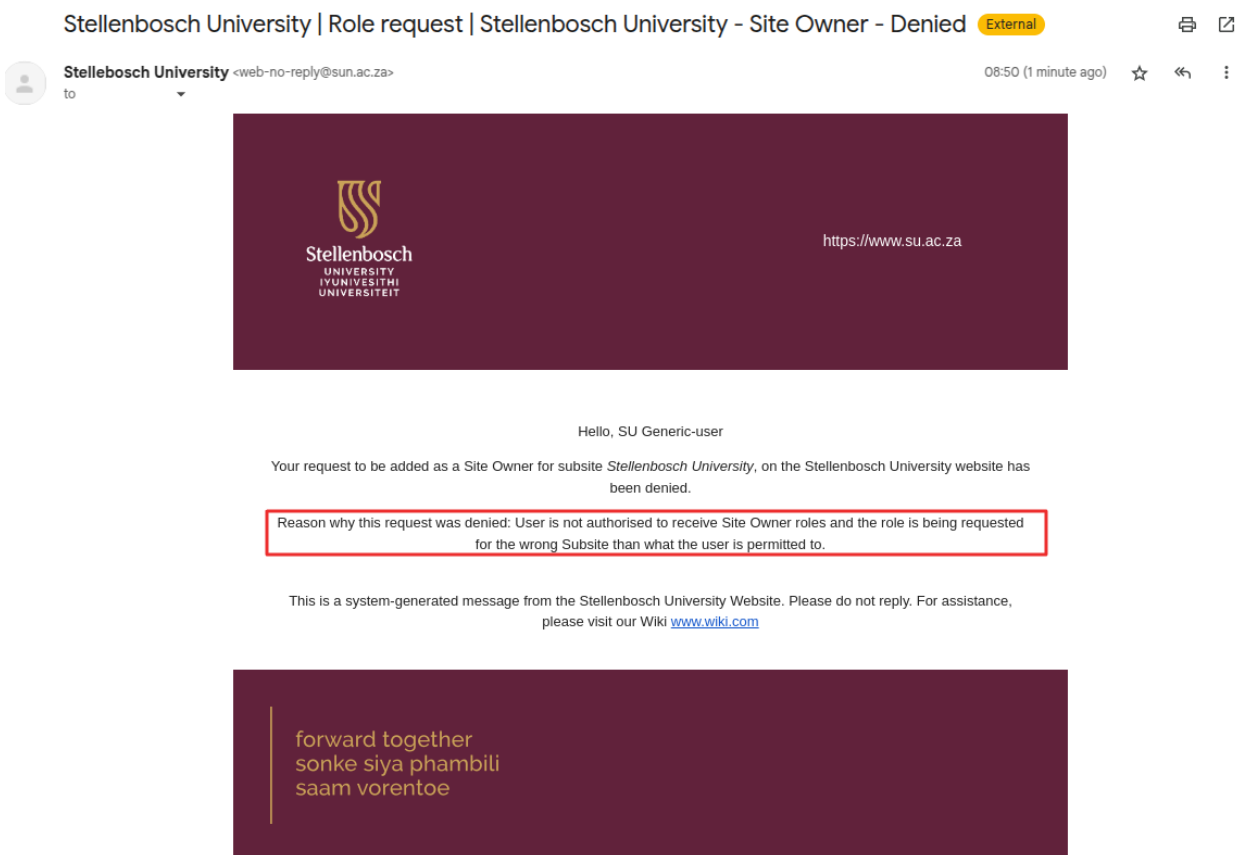 Stellenbosch University | Role request | Stellenbosch University - Site Owner - Denied External
Stellebosch University <web-no-reply@sun.ac.za> 08:50 (1 minute ago)
to
Stellenbosch
UNIVERSITY
IYUNIVESITHI
UNIVERSITEIT
https://www.su.ac.za
Hello, SU Generic-user
Your request to be added as a Site Owner for subsite Stellenbosch University, on the Stellenbosch University website has
been denied.
Reason why this request was denied: User is not authorised to receive Site Owner roles and the role is being requested
for the wrong Subsite than what the user is permitted to.
This is a system-generated message from the Stellenbosch University Website. Please do not reply. For assistance,
please visit our Wiki www.wiki.com
forward together
sonke siya phambili
saam vorentoe